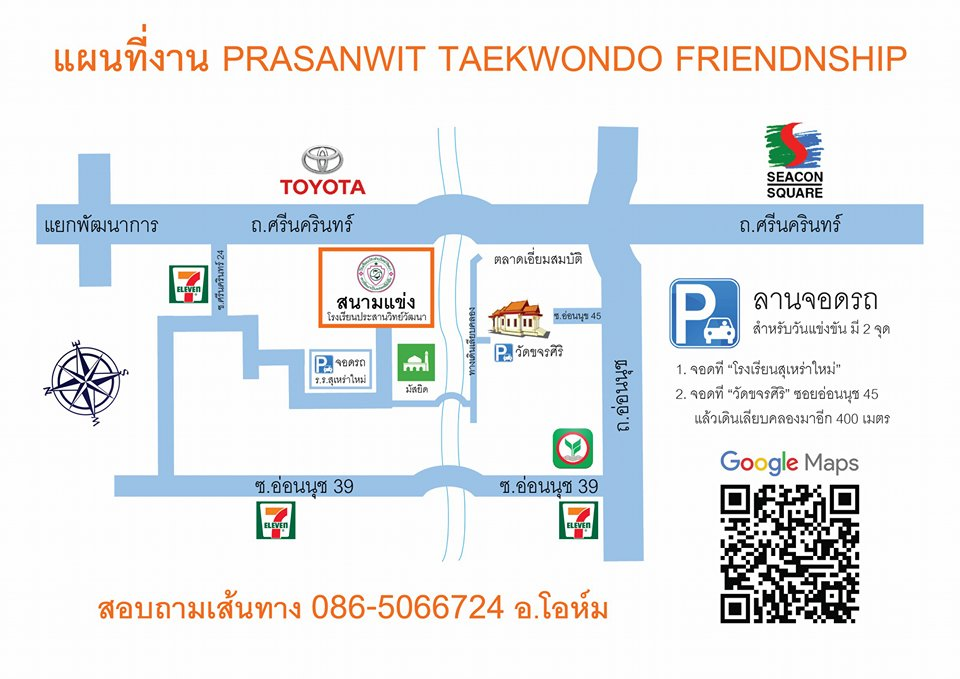 แผนที่งาน PRASANWIT TAEKWONDO FRIENDNSHIP
TOYOTA
SEACON
SQUARE
แยกพัฒนาการ
ถ.ศรีนครินทร์
ถ.ศรีนครินทร์
ซ.ศรีนครินทร์ 24
7
ELEVEN
สนามแข่ง
โรงเรียนประสานวิทย์วัฒนา
ตลาดเอี่ยมสมบัติ
ทางเดินเลียบคลอง
ซ.อ่อนนุช 45
P
วัดขจรศิริ
P
จอดรถ
ร.ร.สุเหร่าใหม่
มัสยิด
ถ.อ่อนนุช
P
ลานจอดรถ
สำหรับวันแข่งขัน มี 2 จุด
1. จอดที่ "โรงเรียนสุเหร่าใหม่"
2. จอดที่ "วัดขจรศิริ" ซอยอ่อนนุช 45
แล้วเดินเลียบคลองมาอีก 400 เมตร
N
E
S
W
Google Maps
ซ.อ่อนนุช 39
ซ.อ่อนนุช 39
7
ELEVEN
7
ELEVEN
สอบถามเส้นทาง 086-5066724 อ.โอห์ม